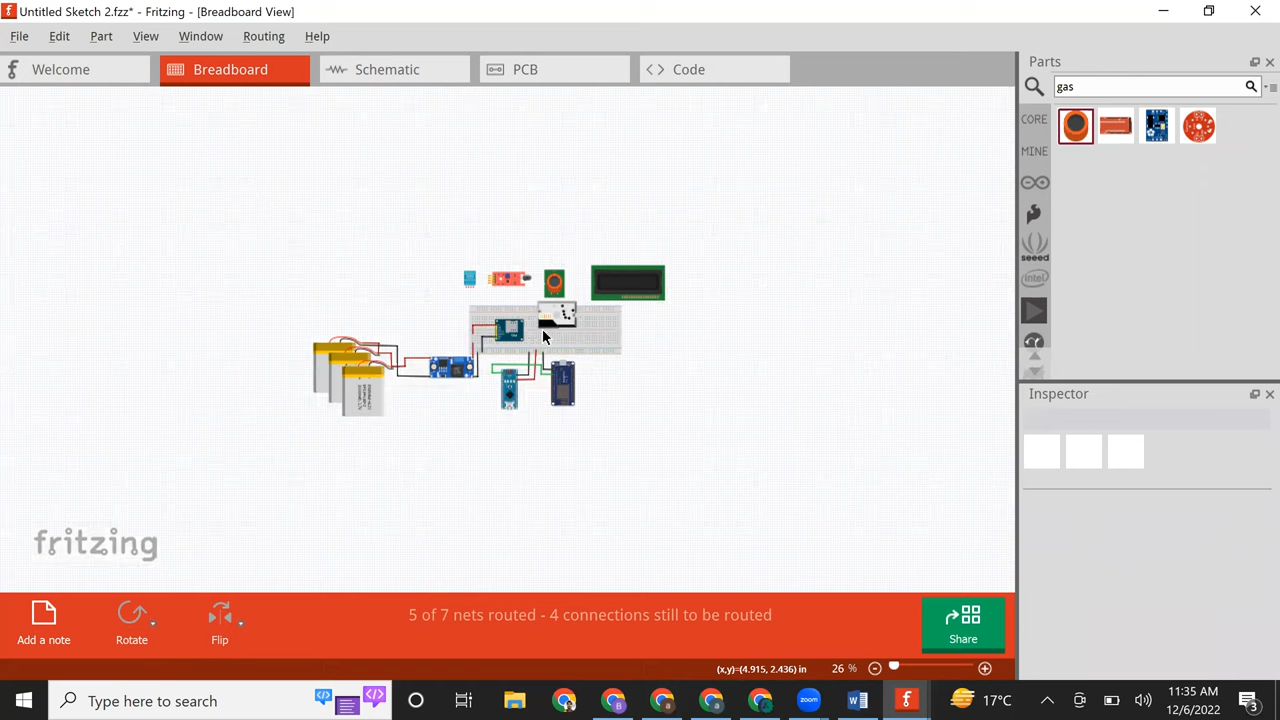 Untitled Sketch 2.fzz* - Fritzing - [Breadboard View]
File Edit Part View Window Routing Help
Welcome Breadboard Schematic PCB Code
Parts
gas
CORE
MINE
seeed
intel
Inspector
fritzing
5 of 7 nets routed - 4 connections still to be routed
Add a note Rotate Flip Share
(x,y)=(4.915, 2.436) in 26 %
Type here to search
17°C
11:35 AM
12/6/2022
zoom
3